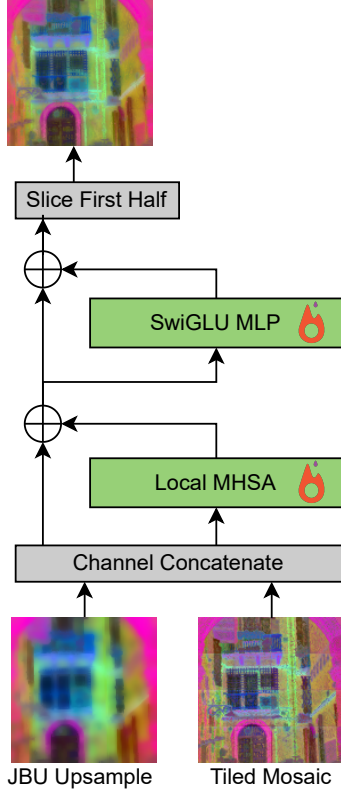 Slice First Half
SwiGLU MLP
Local MHSA
Channel Concatenate
JBU Upsample
Tiled Mosaic